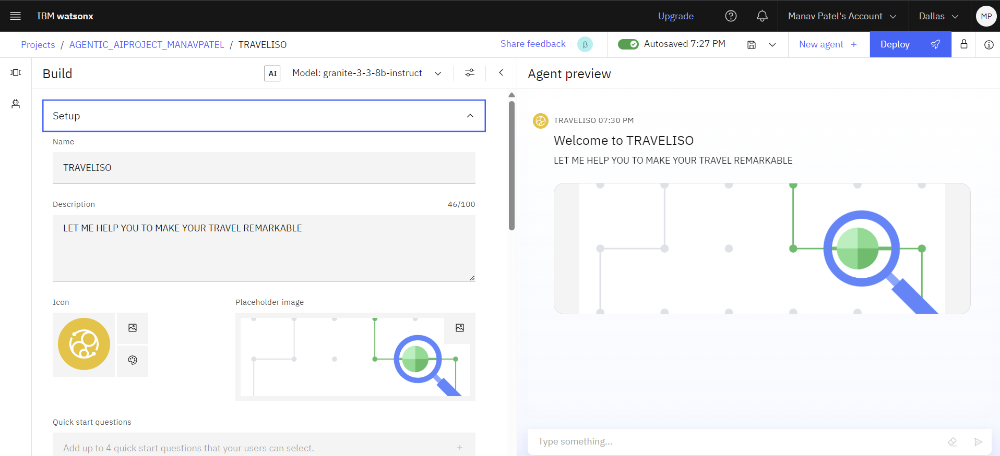 IBM watsonx
Upgrade
Manav Patel's Account
Dallas
MP
Projects / AGENTIC_AIPROJECT_MANAVPATEL / TRAVELISO
Share feedback
β
Autosaved 7:27 PM
New agent +
Deploy
Build
AI
Model: granite-3-3-8b-instruct
Agent preview
Setup
Name
TRAVELISO
Description
46/100
LET ME HELP YOU TO MAKE YOUR TRAVEL REMARKABLE
Icon
Placeholder image
Quick start questions
Add up to 4 quick start questions that your users can select.
TRAVELISO 07:30 PM
Welcome to TRAVELISO
LET ME HELP YOU TO MAKE YOUR TRAVEL REMARKABLE
Type something...